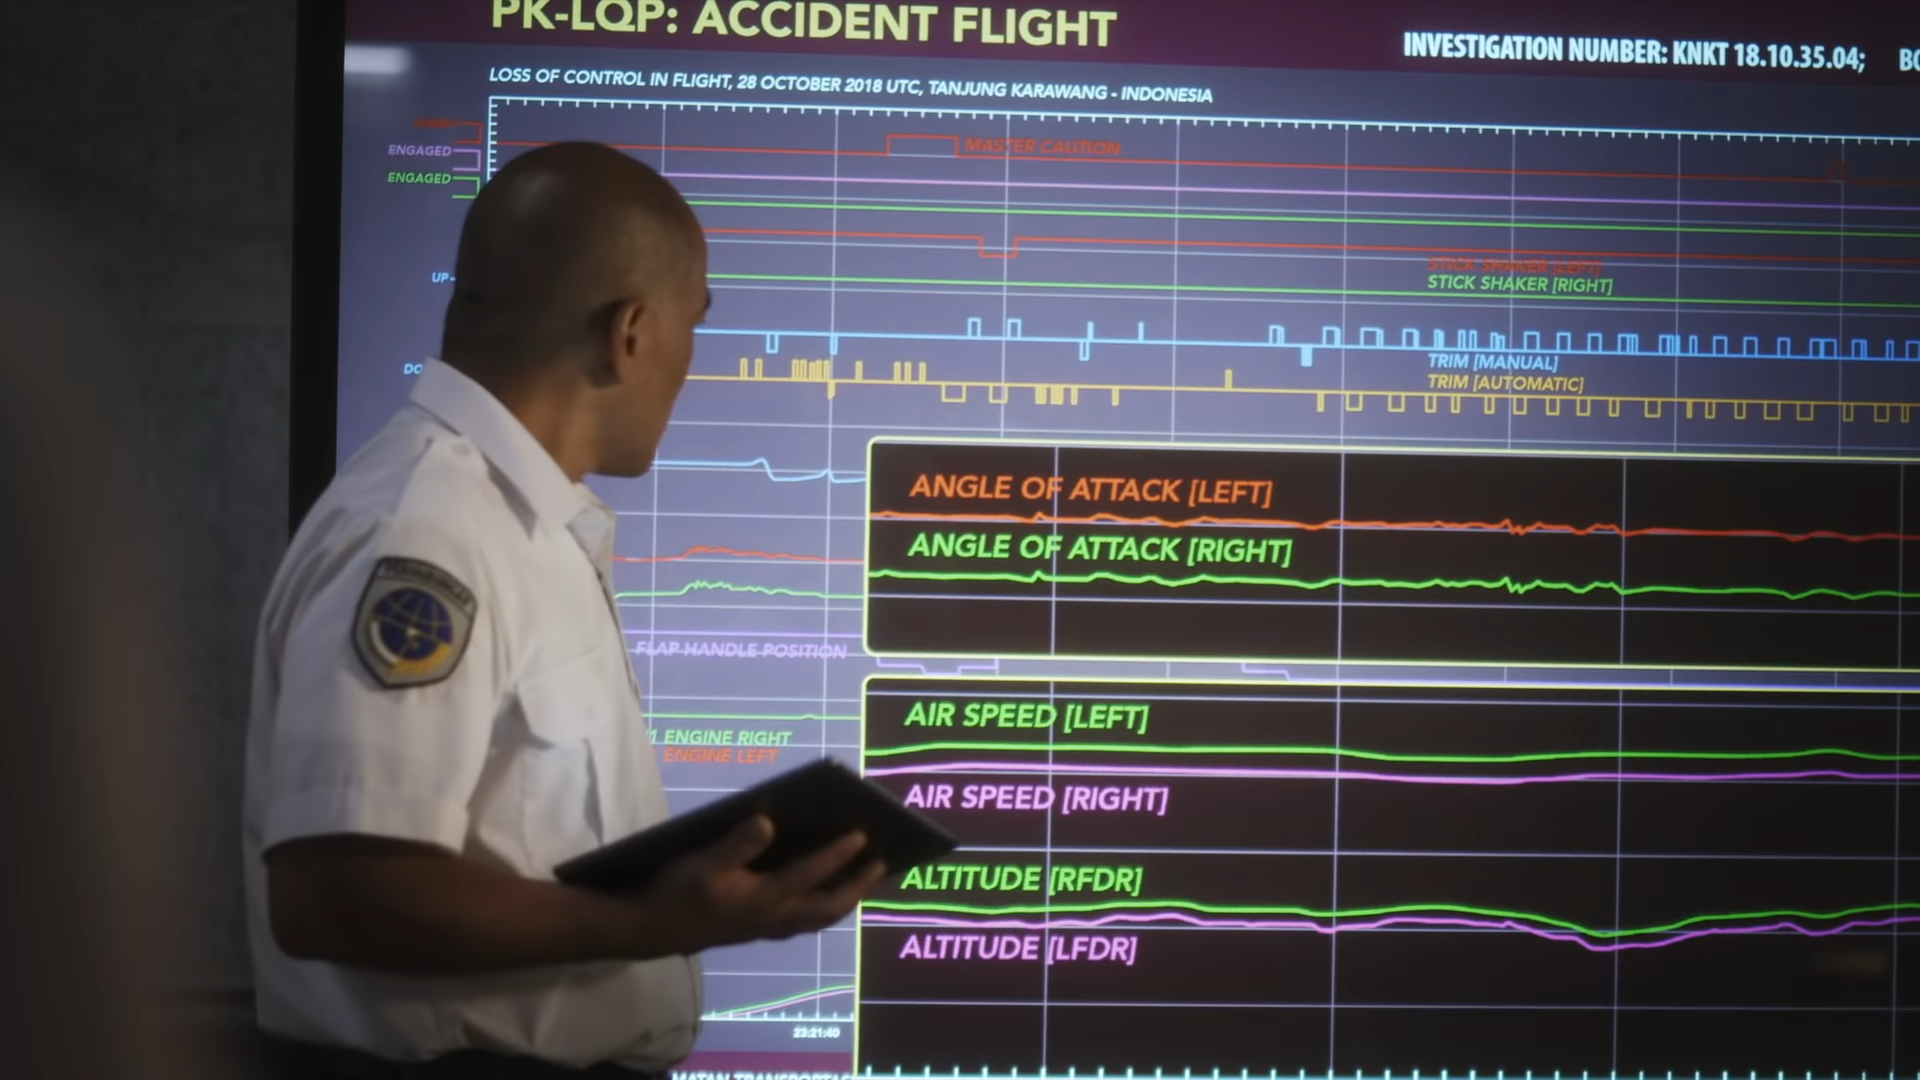 PK-LQP: ACCIDENT FLIGHT
INVESTIGATION NUMBER: KNKT 18.10.35.04;
LOSS OF CONTROL IN FLIGHT, 28 OCTOBER 2018 UTC, TANJUNG KARAWANG - INDONESIA
MASTER CAUTION
ENGAGED
ENGAGED
STICK SHAKER [LEFT]
STICK SHAKER [RIGHT]
UP
TRIM [MANUAL]
TRIM [AUTOMATIC]
ANGLE OF ATTACK [LEFT]
ANGLE OF ATTACK [RIGHT]
FLAP HANDLE POSITION
AIR SPEED [LEFT]
ENGINE RIGHT
ENGINE LEFT
AIR SPEED [RIGHT]
ALTITUDE [RFDR]
ALTITUDE [LFDR]
23:21:40